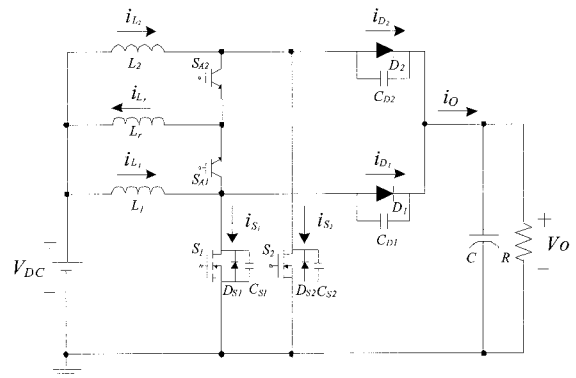 i_{L_2} i_{D_2}
L_2 S_{A2} D_2
C_{D2}
i_{L_r} i_O
L_r
i_{L_1} S_{A1} i_{D_1}
L_1 D_1
C_{D1}
i_{S_1} i_{S_2}
S_1 S_2
+
−
V_{DC} C R V_O
−
D_{S1} C_{S1} D_{S2} C_{S2}
−